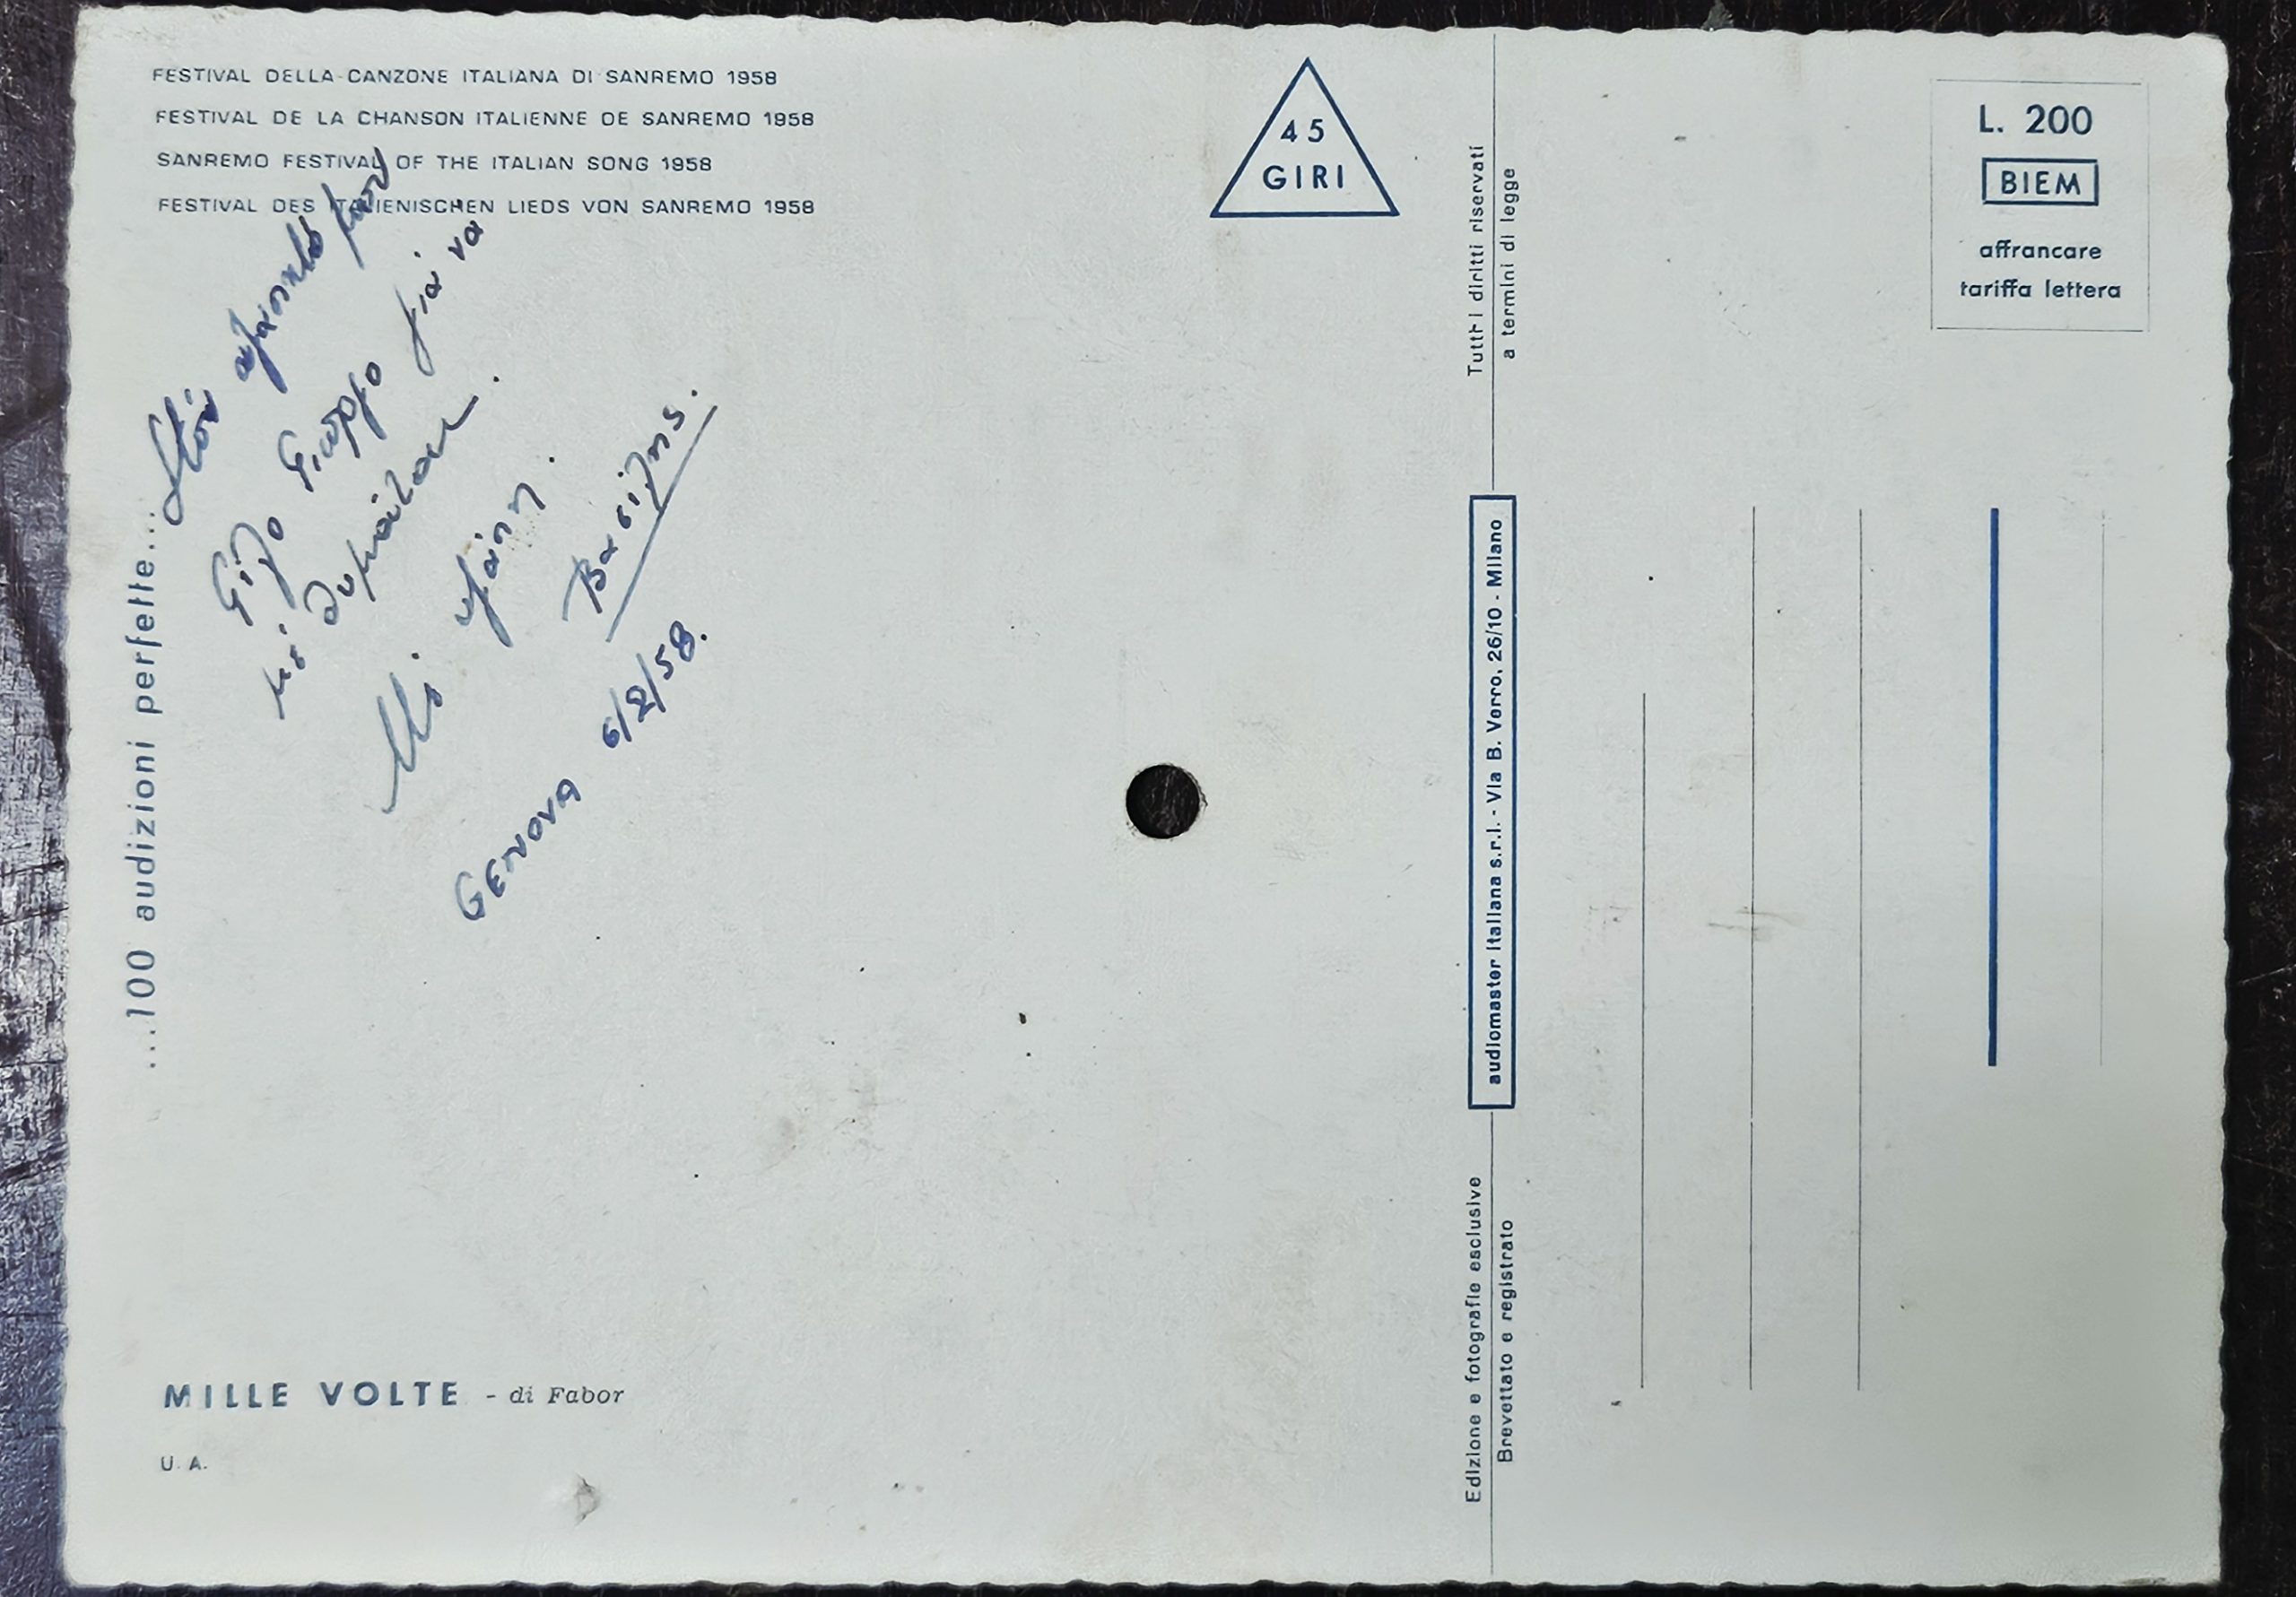 FESTIVAL DELLA CANZONE ITALIANA DI SANREMO 1958
FESTIVAL DE LA CHANSON ITALIENNE DE SANREMO 1958
SANREMO FESTIVAL OF THE ITALIAN SONG 1958
FESTIVAL DES ITALIENISCHEN LIEDS VON SANREMO 1958
45
GIRI
L. 200
BIEM
affrancare
tariffa lettera
Tutti i diritti riservati
a termini di legge
...100 audizioni perfette...
GENOVA 6/2/58.
audiomaster italiana s.r.l. - Via B. Verro, 26/10 - Milano
Edizione e fotografie esclusive
Brevettato e registrato
MILLE VOLTE - di Fabor
U. A.